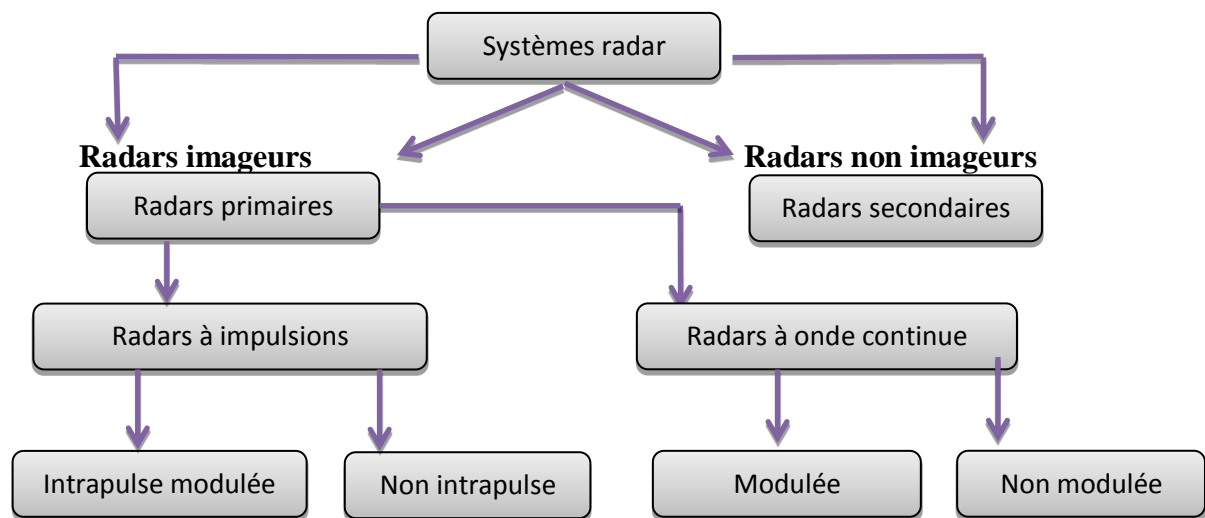 Systèmes radar
Radars imageurs
Radars non imageurs
Radars primaires
Radars secondaires
Radars à impulsions
Radars à onde continue
Intrapulse modulée
Non intrapulse
Modulée
Non modulée